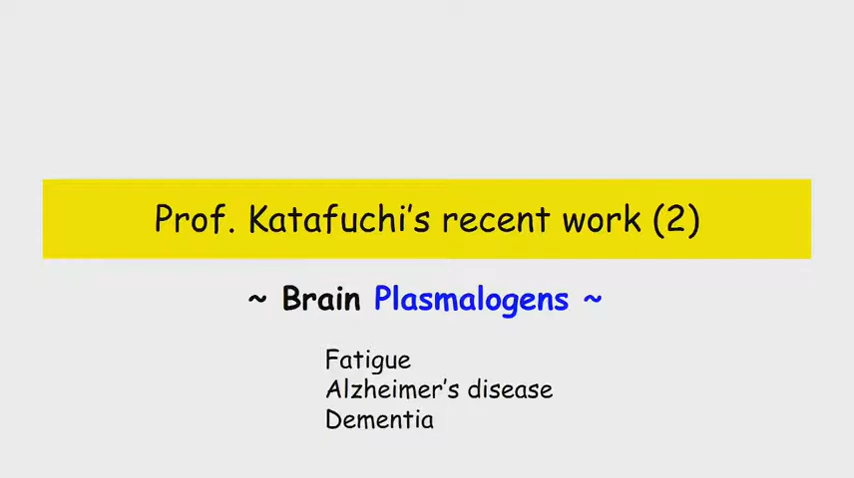 Prof. Katafuchi's recent work (2)
~ Brain Plasmalogens ~
Fatigue
Alzheimer's disease
Dementia